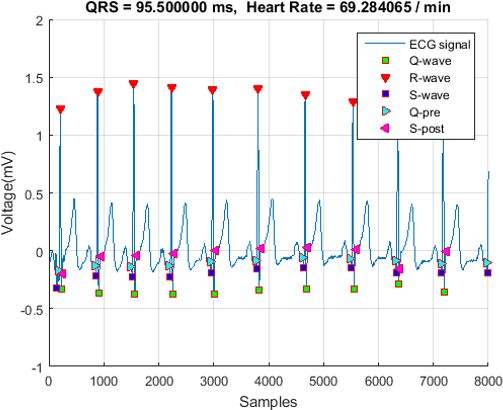 QRS = 95.500000 ms, Heart Rate = 69.284065 / min
2
1.5
1
0.5
0
-0.5
-1
Voltage(mV)
ECG signal
Q-wave
R-wave
S-wave
Q-pre
S-post
0 1000 2000 3000 4000 5000 6000 7000 8000
Samples